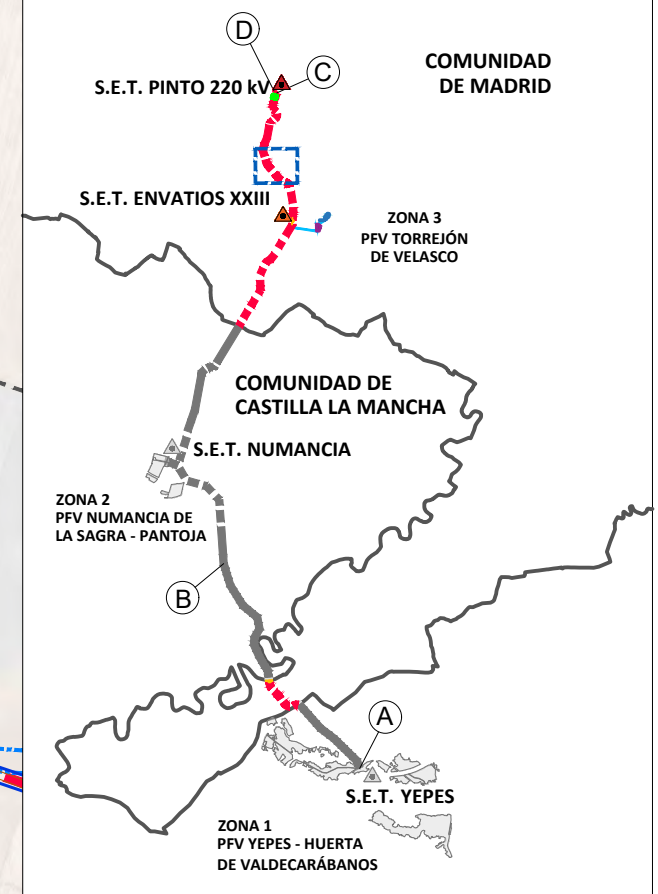 D
C
COMUNIDAD
DE MADRID
S.E.T. PINTO 220 kV
S.E.T. ENVATIOS XXIII
ZONA 3
PFV TORREJÓN
DE VELASCO
COMUNIDAD DE
CASTILLA LA MANCHA
S.E.T. NUMANCIA
ZONA 2
PFV NUMANCIA DE
LA SAGRA - PANTOJA
B
A
S.E.T. YEPES
ZONA 1
PFV YEPES - HUERTA
DE VALDECARÁBANOS